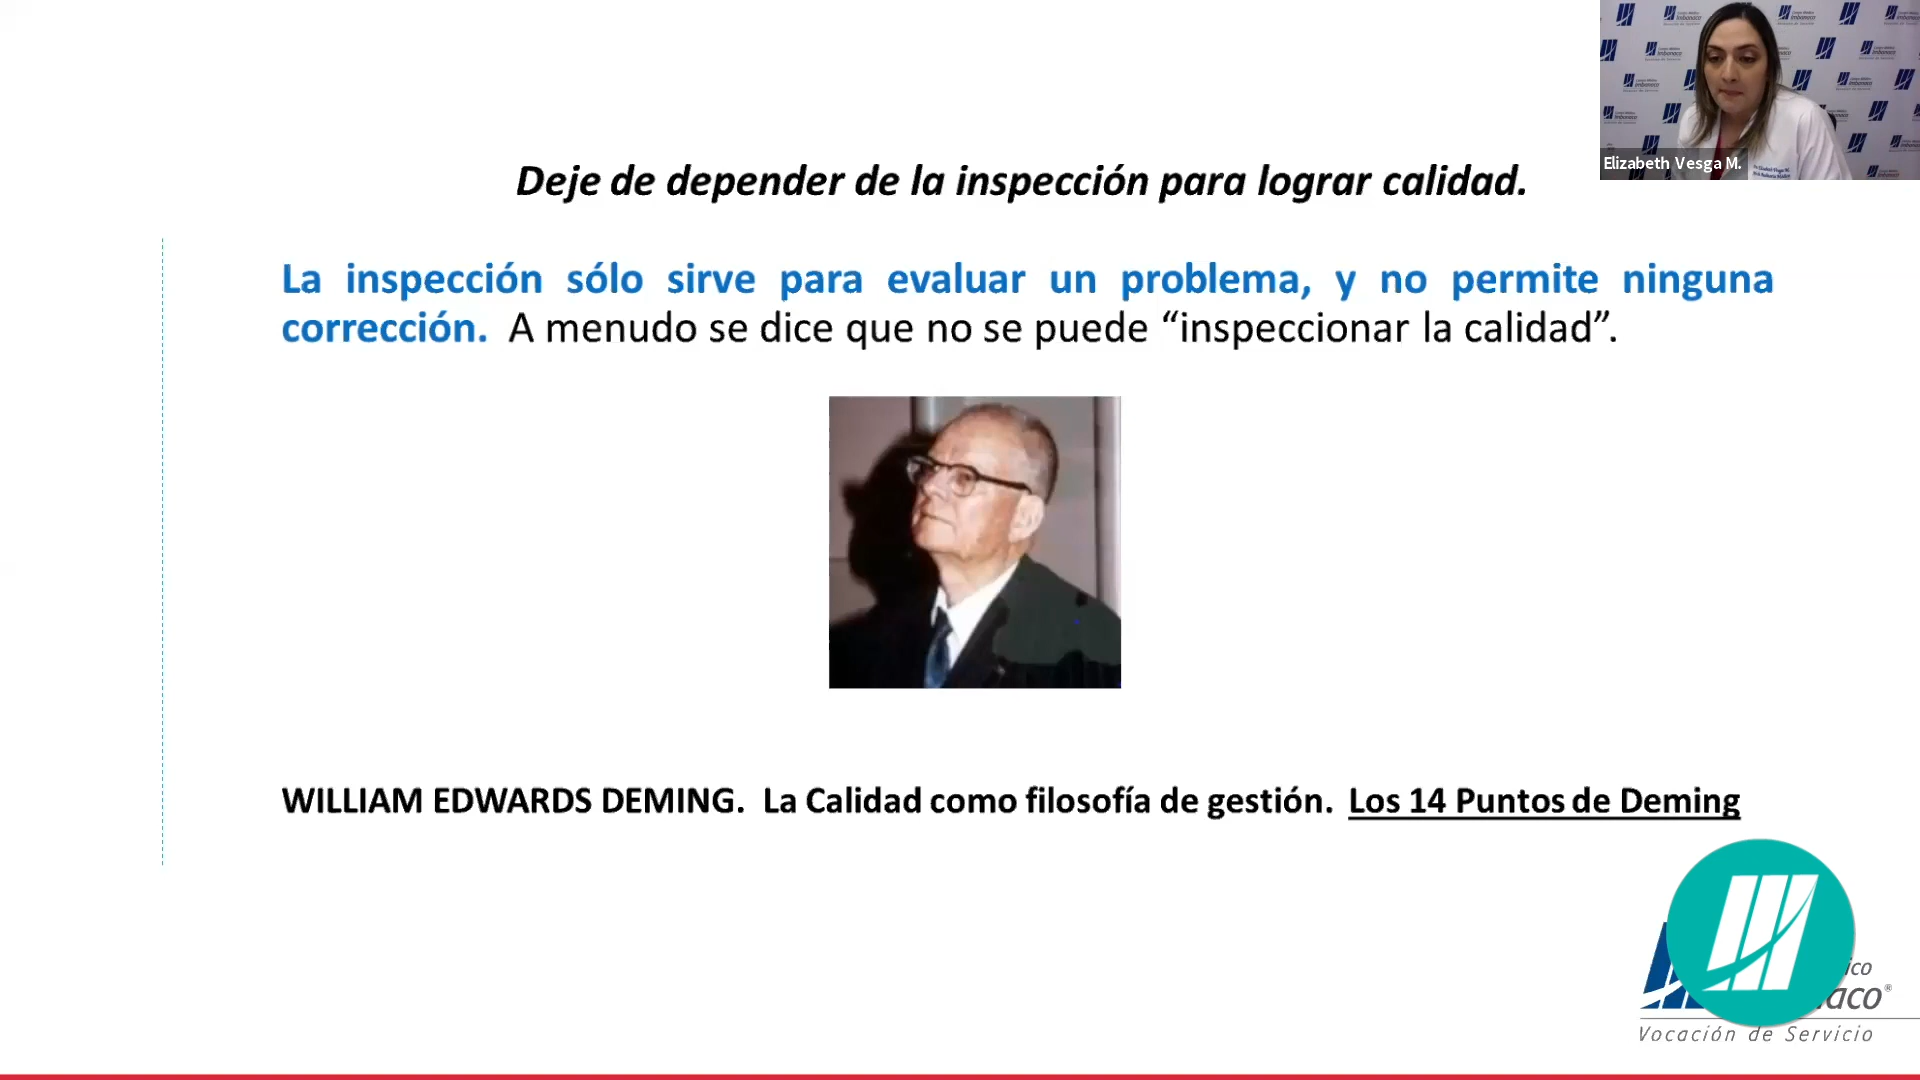 Elizabeth Vesga M.
Deje de depender de la inspección para lograr calidad.
La inspección sólo sirve para evaluar un problema, y no permite ninguna
corrección. A menudo se dice que no se puede “inspeccionar la calidad”.
WILLIAM EDWARDS DEMING. La Calidad como filosofía de gestión. Los 14 Puntos de Deming
ico
aco®
Vocación de Servicio